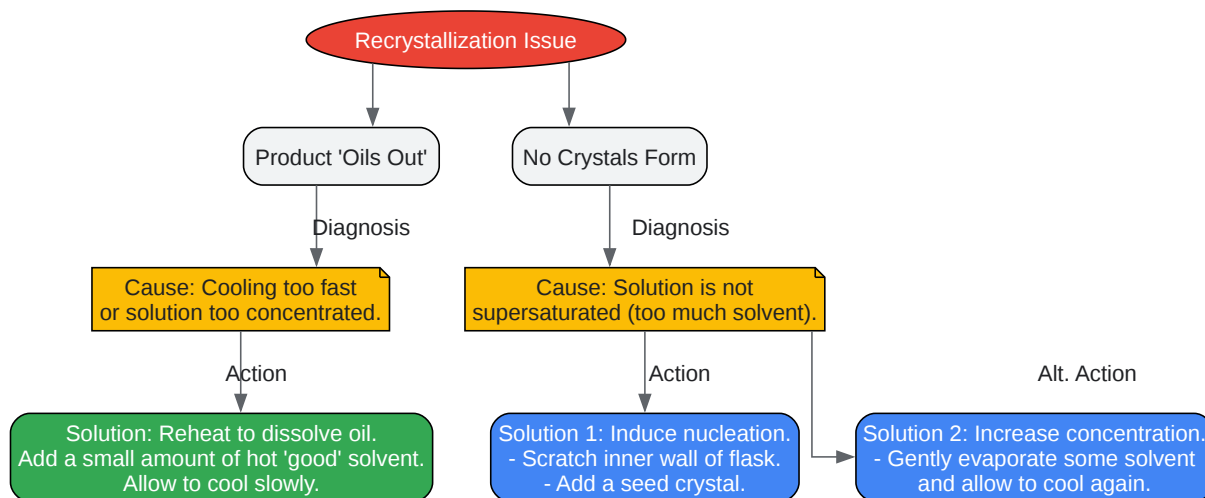 Recrystallization Issue
Product 'Oils Out'
No Crystals Form
Diagnosis
Diagnosis
Cause: Cooling too fast
or solution too concentrated.
Cause: Solution is not
supersaturated (too much solvent).
Action
Action
Alt. Action
Solution: Reheat to dissolve oil.
Add a small amount of hot 'good' solvent.
Allow to cool slowly.
Solution 1: Induce nucleation.
- Scratch inner wall of flask.
- Add a seed crystal.
Solution 2: Increase concentration.
- Gently evaporate some solvent
and allow to cool again.